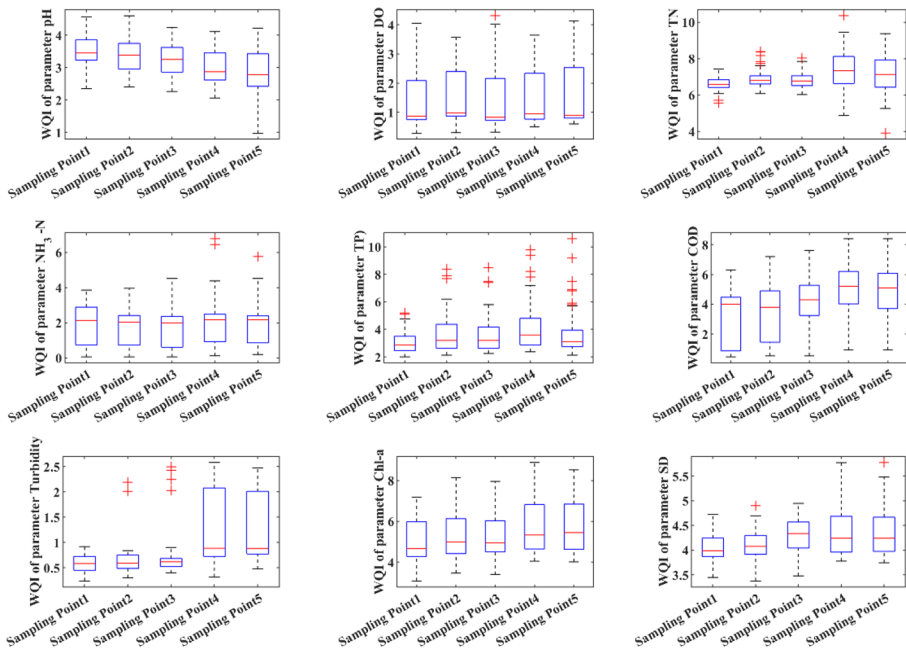 WQI of parameter pH
4
3
2
1
Sampling Point1
Sampling Point2
Sampling Point3
Sampling Point4
Sampling Point5
WQI of parameter DO
4
3
2
1
Sampling Point1
Sampling Point2
Sampling Point3
Sampling Point4
Sampling Point5
WQI of parameter TN
10
8
6
4
Sampling Point1
Sampling Point2
Sampling Point3
Sampling Point4
Sampling Point5
WQI of parameter NH3 -N
6
4
2
0
Sampling Point1
Sampling Point2
Sampling Point3
Sampling Point4
Sampling Point5
WQI of parameter TP)
10
8
6
4
2
Sampling Point1
Sampling Point2
Sampling Point3
Sampling Point4
Sampling Point5
WQI of parameter COD
8
6
4
2
Sampling Point1
Sampling Point2
Sampling Point3
Sampling Point4
Sampling Point5
WQI of parameter Turbidity
2.5
2
1.5
1
0.5
Sampling Point1
Sampling Point2
Sampling Point3
Sampling Point4
Sampling Point5
WQI of parameter Chl-a
8
6
4
Sampling Point1
Sampling Point2
Sampling Point3
Sampling Point4
Sampling Point5
WQI of parameter SD
5.5
5
4.5
4
3.5
Sampling Point1
Sampling Point2
Sampling Point3
Sampling Point4
Sampling Point5